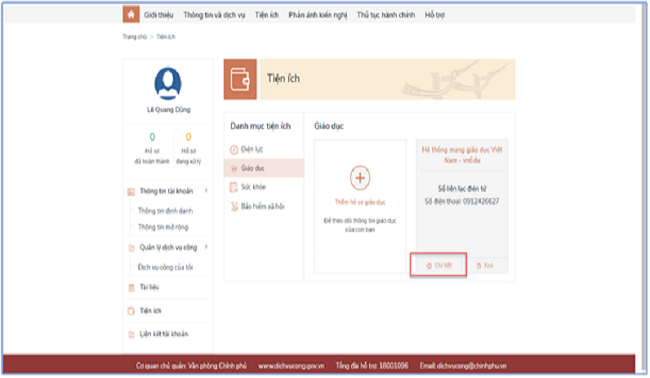 Giới thiệu Thông tin và dịch vụ Tiện ích Phản ánh kiến nghị Thủ tục hành chính Hỗ trợ
Trang chủ > Tiện ích
Lê Quang Dũng
0 0
Hồ sơ Hồ sơ
đã hoàn thành đang xử lý
Thông tin tài khoản
Thông tin định danh
Thông tin mở rộng
Quản lý dịch vụ công
Dịch vụ công của tôi
Tài liệu
Tiện ích
Liên kết tài khoản
Tiện ích
Danh mục tiện ích
Điện lực
Giáo dục
Sức khỏe
Bảo hiểm xã hội
Giáo dục
Thêm hồ sơ giáo dục
Để theo dõi thông tin giáo dục
của con bạn
Hệ thống mạng giáo dục Việt
Nam - vnEdu
Sổ liên lạc điện tử
Số điện thoại: 0912426627
Chi tiết Xoá
Cơ quan chủ quản: Văn phòng Chính phủ www.dichvucong.gov.vn Tổng đài hỗ trợ: 18001096 Email: dichvucong@chinhphu.vn